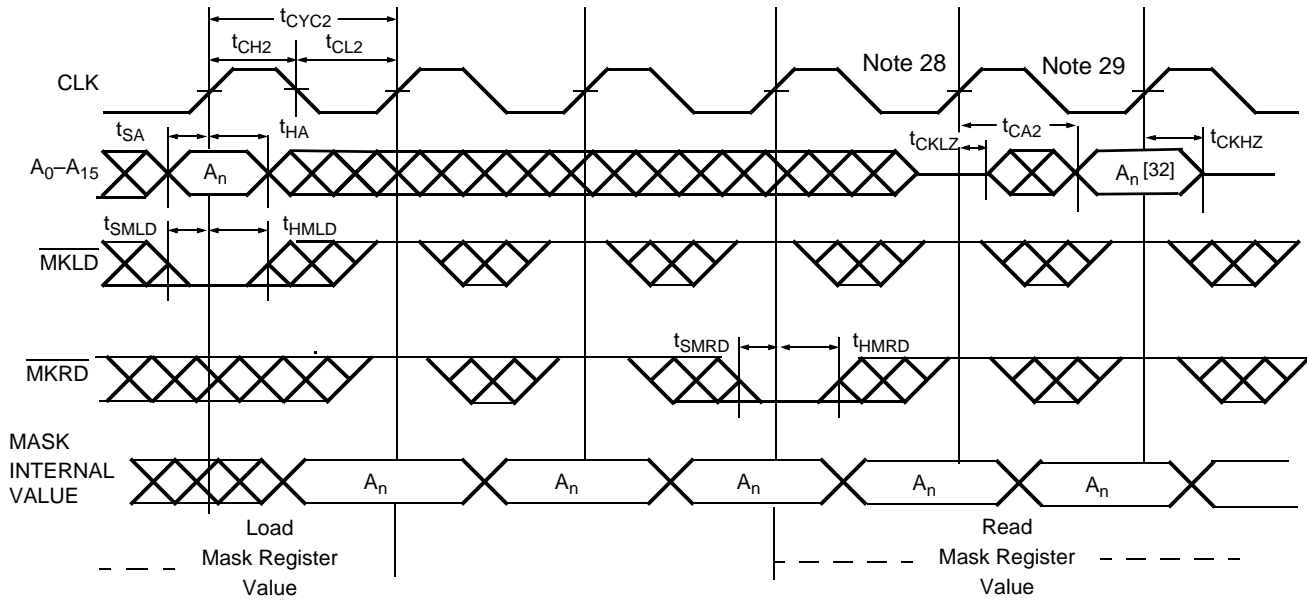 tCYC2
tCH2
tCL2
CLK
Note 28
Note 29
tSA
tHA
tCKLZ
tCA2
tCKHZ
A0–A15
An
An [32]
tSMLD
tHMLD
MKLD
tSMRD
tHMRD
MKRD
MASK
INTERNAL
VALUE
An
An
An
An
An
Load
Mask Register
Value
Read
Mask Register
Value